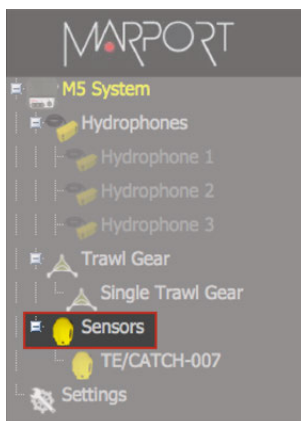 MARPORT
M5 System
Hydrophones
Hydrophone 1
Hydrophone 2
Hydrophone 3
Trawl Gear
Single Trawl Gear
Sensors
TE/CATCH-007
Settings